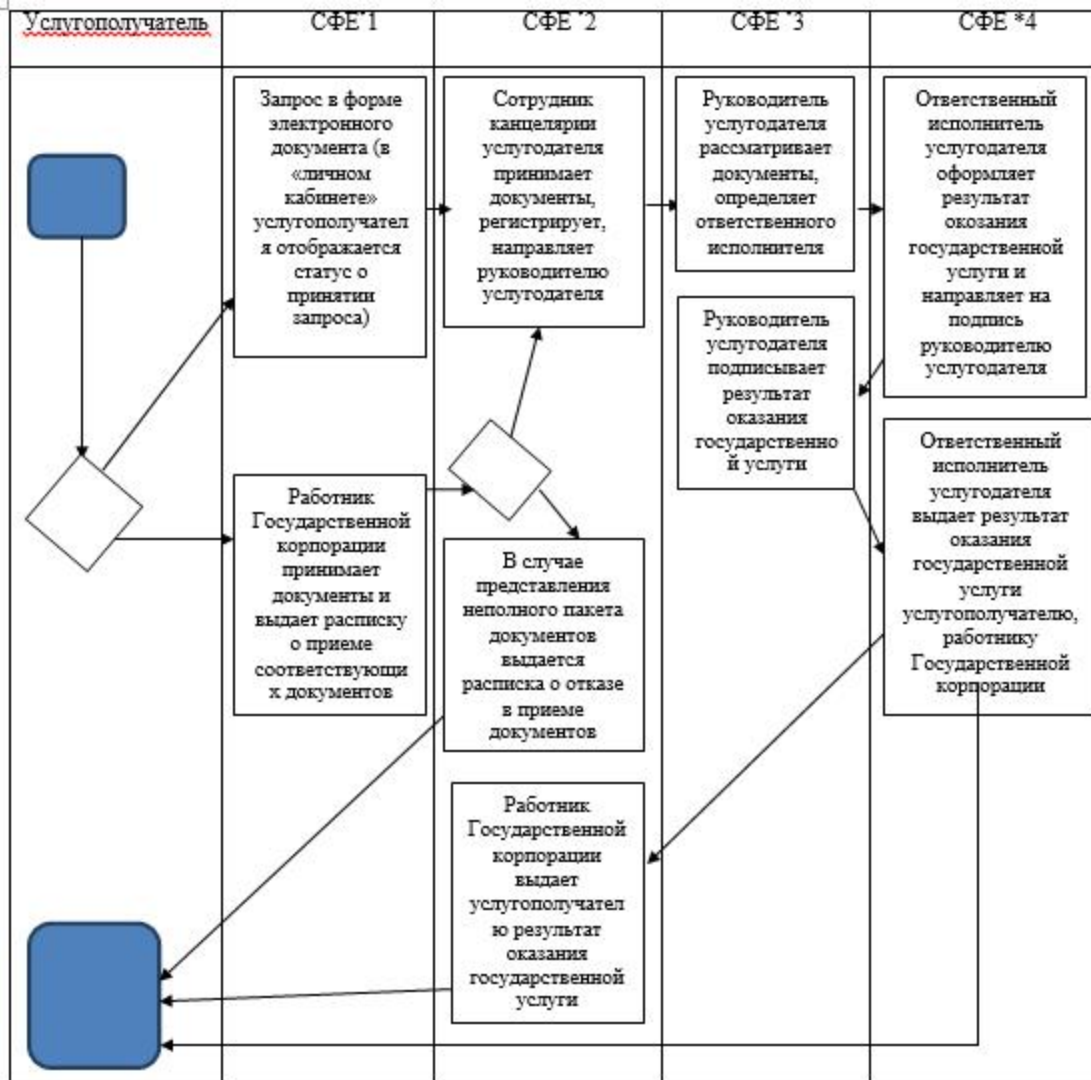 Услугополучатель
СФЕ*1
СФЕ *2
СФЕ *3
СФЕ *4
Запрос в форме
электронного
документа (в
«личном
кабинете»
услугополучател
я отображается
статус о
принятии
запроса)
Сотрудник
канцелярии
услугодателя
принимает
документы,
регистрирует,
направляет
руководителю
услугодателя
Руководитель
услугодателя
рассматривает
документы,
определяет
ответственного
исполнителя
Ответственный
исполнитель
услугодателя
оформляет
результат
окозания
государственной
услуги и
направляет на
подпись
руководителю
услугодателя
Руководитель
услугодателя
подписывает
результат
оказания
государственно
й услуги
Работник
Государственной
корпорации
принимает
документы и
выдает расписку
о приеме
соответствующи
х документов
В случае
представления
неполного пакета
документов
выдается
расписка о отказе
в приеме
документов
Ответственный
исполнитель
услугодателя
выдает результат
оказания
государственной
услуги
услугополучателю,
работнику
Государственной
корпорации
Работник
Государственной
корпорации
выдает
услугополучател
ю результат
оказания
государственной
услуги